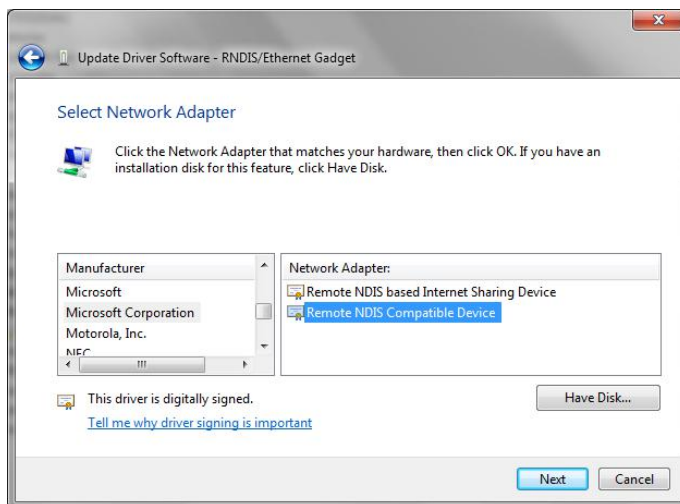 Update Driver Software - RNDIS/Ethernet Gadget
Select Network Adapter
Click the Network Adapter that matches your hardware, then click OK. If you have an
installation disk for this feature, click Have Disk.
Manufacturer
Microsoft
Microsoft Corporation
Motorola, Inc.
NEC
Network Adapter:
Remote NDIS based Internet Sharing Device
Remote NDIS Compatible Device
This driver is digitally signed.
Tell me why driver signing is important
Have Disk...
Next
Cancel